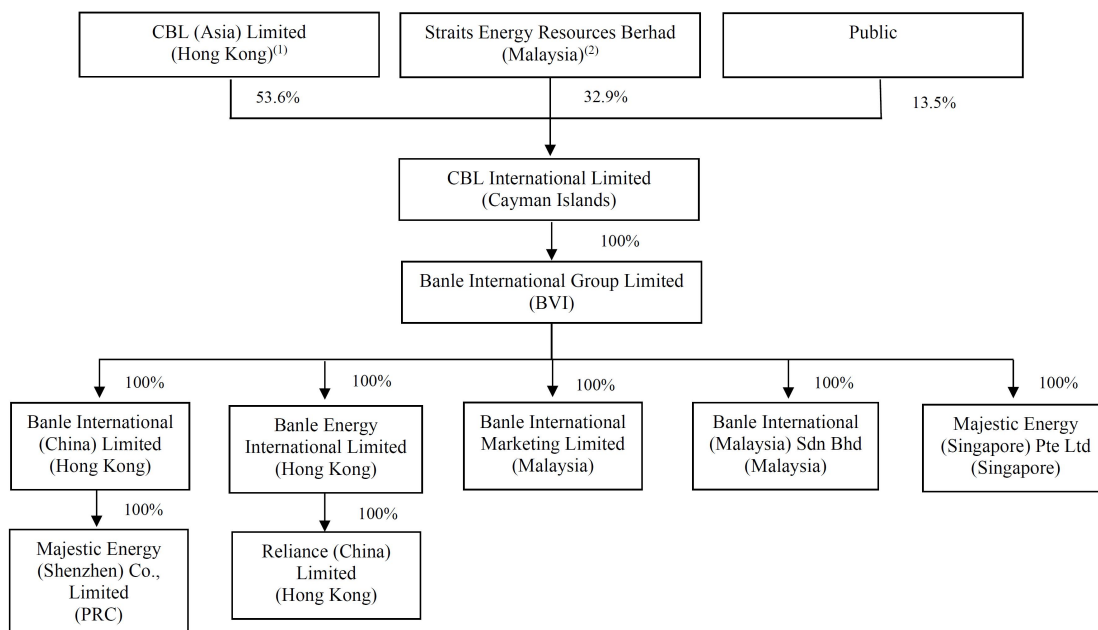 CBL (Asia) Limited
(Hong Kong)(1)
Straits Energy Resources Berhad
(Malaysia)(2)
Public
53.6%
32.9%
13.5%
CBL International Limited
(Cayman Islands)
100%
Banle International Group Limited
(BVI)
100%
100%
100%
100%
100%
Banle International
(China) Limited
(Hong Kong)
Banle Energy
International Limited
(Hong Kong)
Banle International
Marketing Limited
(Malaysia)
Banle International
(Malaysia) Sdn Bhd
(Malaysia)
Majestic Energy
(Singapore) Pte Ltd
(Singapore)
100%
100%
Majestic Energy
(Shenzhen) Co.,
Limited
(PRC)
Reliance (China)
Limited
(Hong Kong)